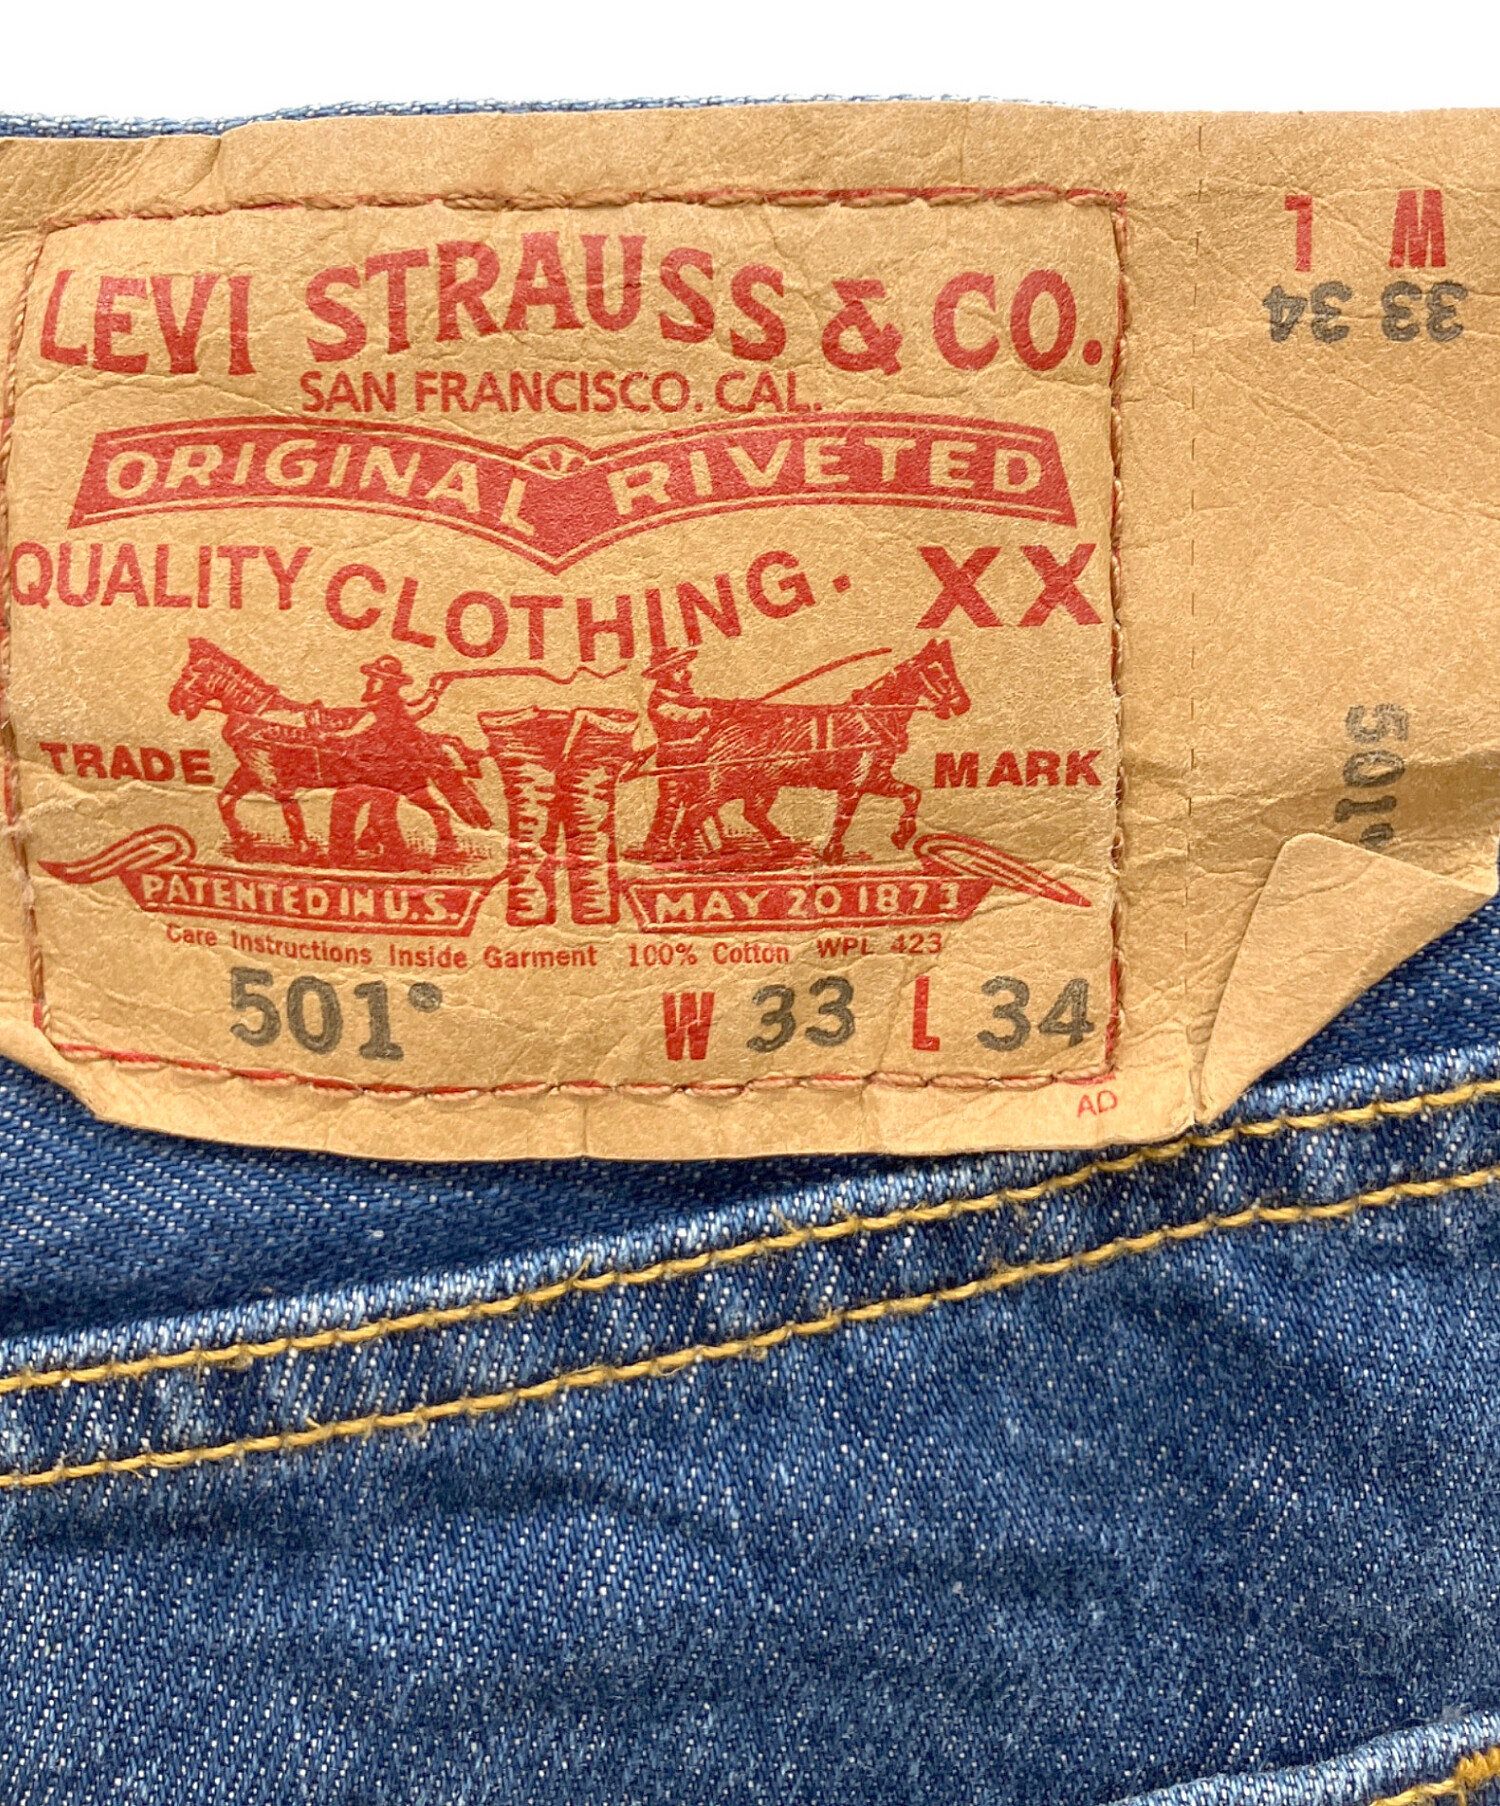 LEVI STRAUSS & CO.
SAN FRANCISCO. CAL.
ORIGINAL RIVETED
QUALITY CLOTHING. XX
TRADE MARK
PATENTED IN U.S. MAY 20 1873
Care Instructions Inside Garment 100% Cotton WPL 423
501° W 33 L 34
AD
W L
33 34
501